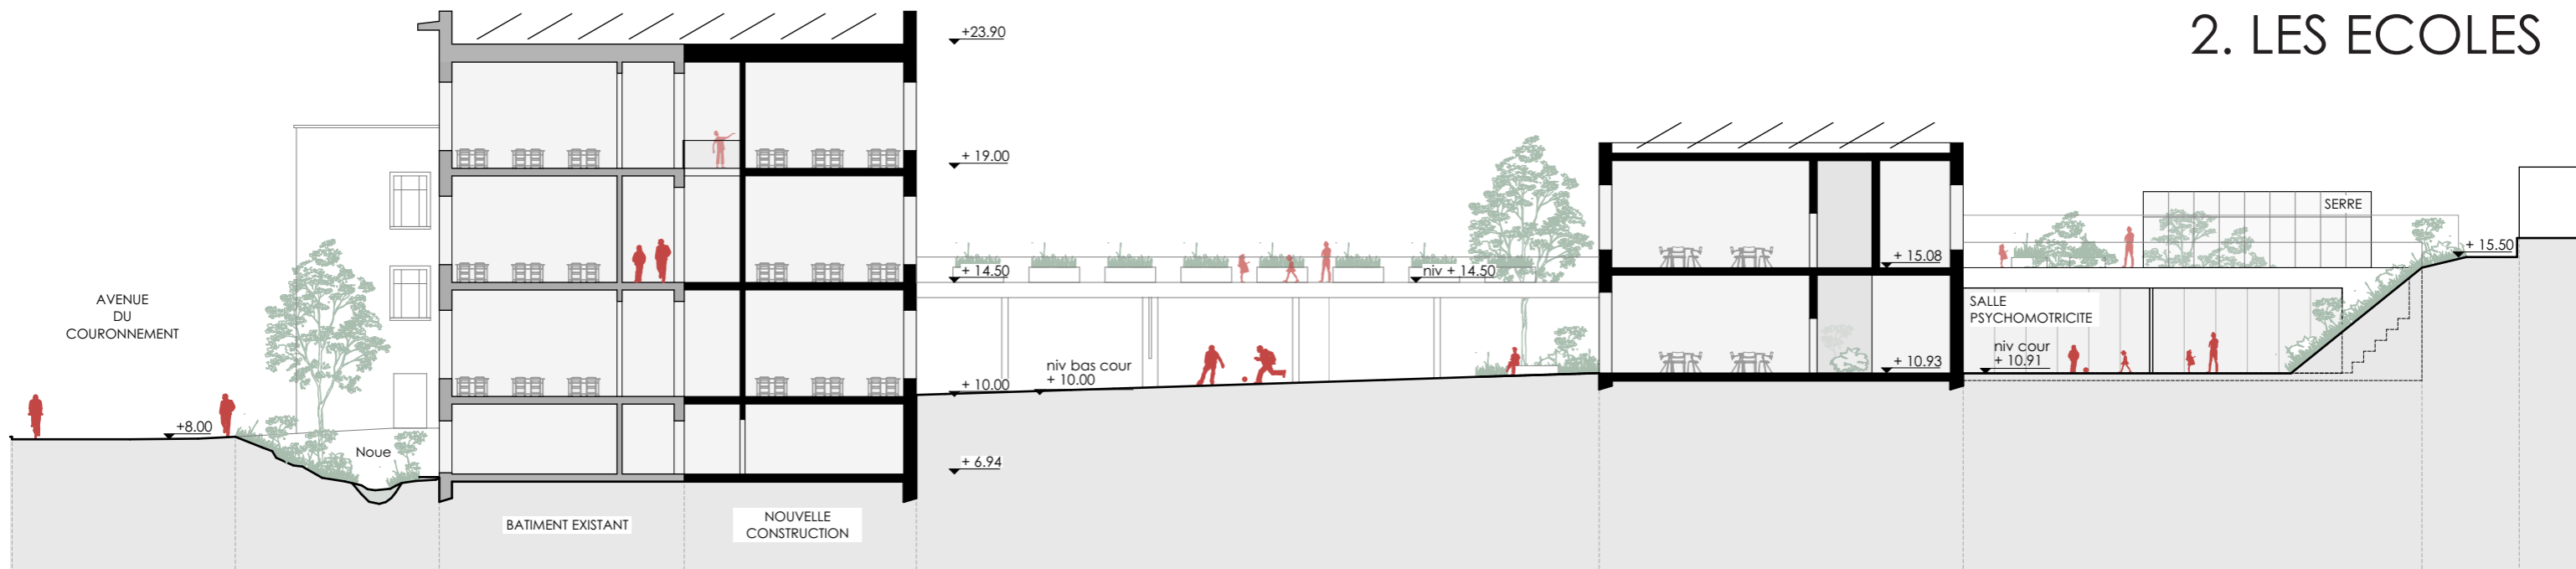 2. LES ECOLES
+23.90
+ 19.00
+ 14.50
niv + 14.50
+ 10.00
niv bas cour
+ 10.00
+ 6.94
AVENUE
DU
COURONNEMENT
+8.00
Noue
BATIMENT EXISTANT
NOUVELLE
CONSTRUCTION
+ 15.08
+ 10.93
SALLE
PSYCHOMOTRICITE
niv cour
+ 10.91
SERRE
+ 15.50